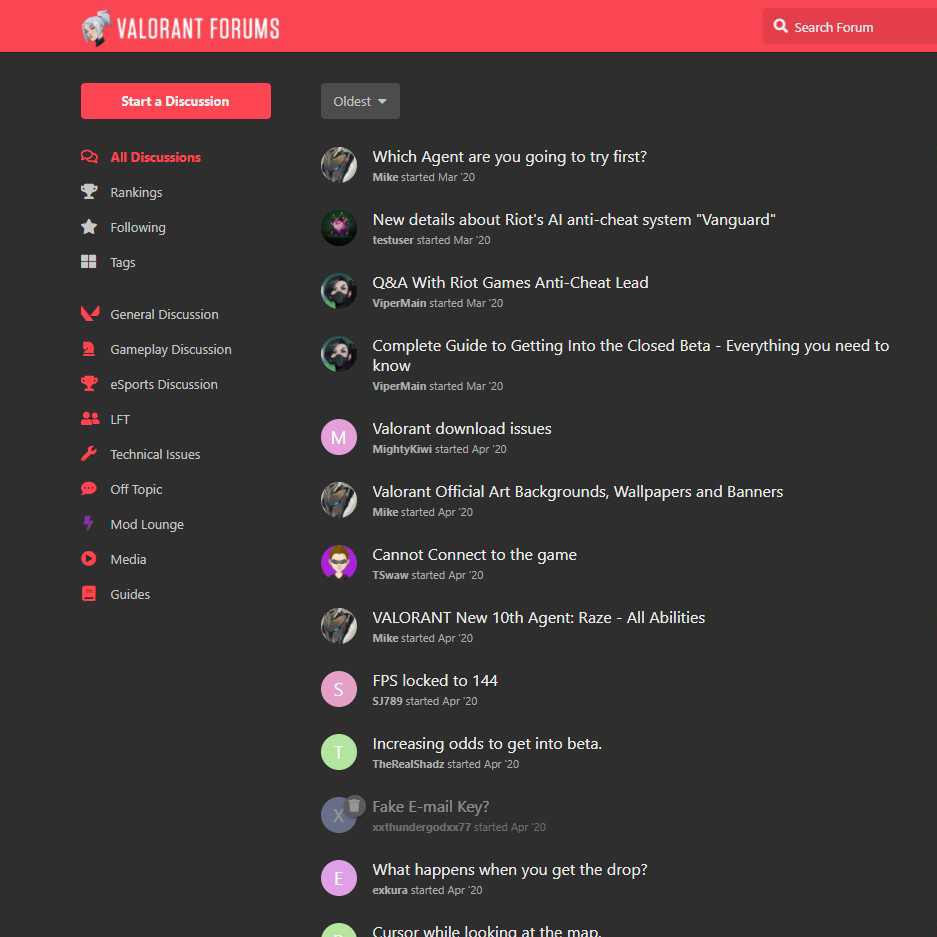 VALORANT FORUMS
Search Forum
Start a Discussion
Oldest
All Discussions
Rankings
Following
Tags
General Discussion
Gameplay Discussion
eSports Discussion
LFT
Technical Issues
Off Topic
Mod Lounge
Media
Guides
Which Agent are you going to try first?
Mike started Mar '20
New details about Riot's AI anti-cheat system "Vanguard"
testuser started Mar '20
Q&A With Riot Games Anti-Cheat Lead
ViperMain started Mar '20
Complete Guide to Getting Into the Closed Beta - Everything you need to
know
ViperMain started Mar '20
M
Valorant download issues
MightyKiwi started Apr '20
Valorant Official Art Backgrounds, Wallpapers and Banners
Mike started Apr '20
Cannot Connect to the game
TSwaw started Apr '20
VALORANT New 10th Agent: Raze - All Abilities
Mike started Apr '20
S
FPS locked to 144
SJ789 started Apr '20
T
Increasing odds to get into beta.
TheRealShadz started Apr '20
X
Fake E-mail Key?
xxthundergodxx77 started Apr '20
E
What happens when you get the drop?
exkura started Apr '20
Cursor while looking at the map.